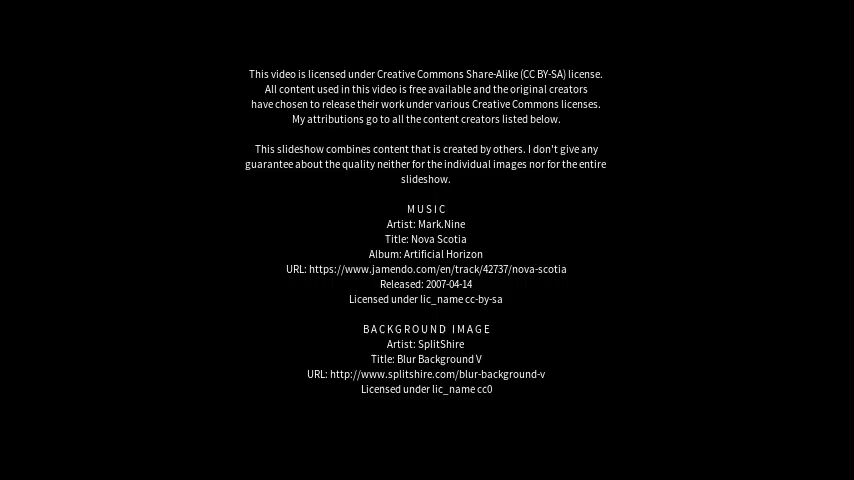 This video is licensed under Creative Commons Share-Alike (CC BY-SA) license.
All content used in this video is free available and the original creators
have chosen to release their work under various Creative Commons licenses.
My attributions go to all the content creators listed below.
This slideshow combines content that is created by others. I don't give any
guarantee about the quality neither for the individual images nor for the entire
slideshow.
MUSIC
Artist: Mark.Nine
Title: Nova Scotia
Album: Artificial Horizon
URL: https://www.jamendo.com/en/track/42737/nova-scotia
Released: 2007-04-14
Licensed under lic_name cc-by-sa
BACKGROUND IMAGE
Artist: SplitShire
Title: Blur Background V
URL: http://www.splitshire.com/blur-background-v
Licensed under lic_name cc0